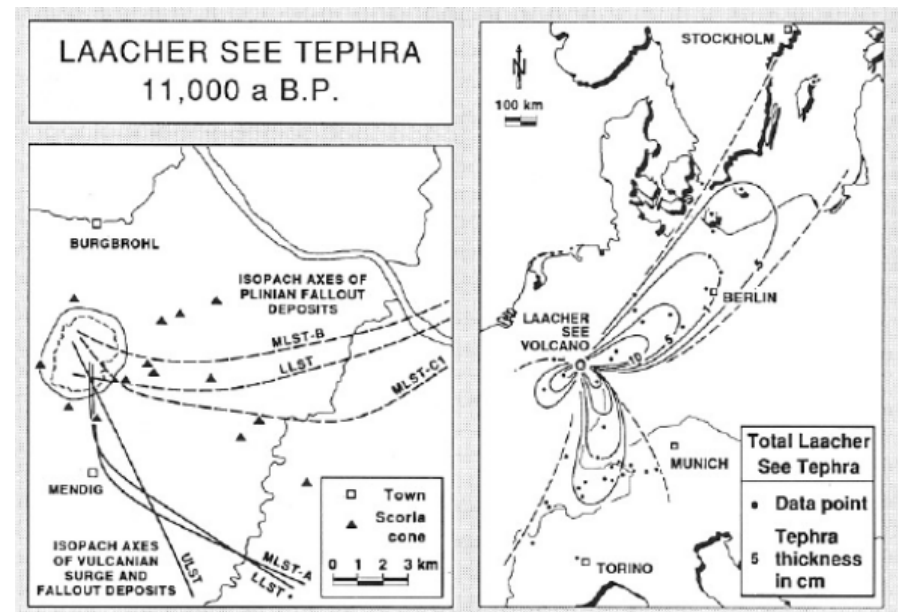 LAACHER SEE TEPHRA
11,000 a B.P.
BURGBROHL
ISOPACH AXES OF
PLINIAN FALLOUT
DEPOSITS
MLST-B
LLST
MLST-C1
MENDIG
ISOPACH AXES
OF VULCANIAN
SURGE AND
FALLOUT DEPOSITS
ULST
MLST-A
LLST
Town
Scoria
cone
0 1 2 3 km
STOCKHOLM
N
100 km
5
BERLIN
1
LAACHER
SEE
VOLCANO
5
10
MUNICH
TORINO
Total Laacher
See Tephra
Data point
5 Tephra
thickness
in cm